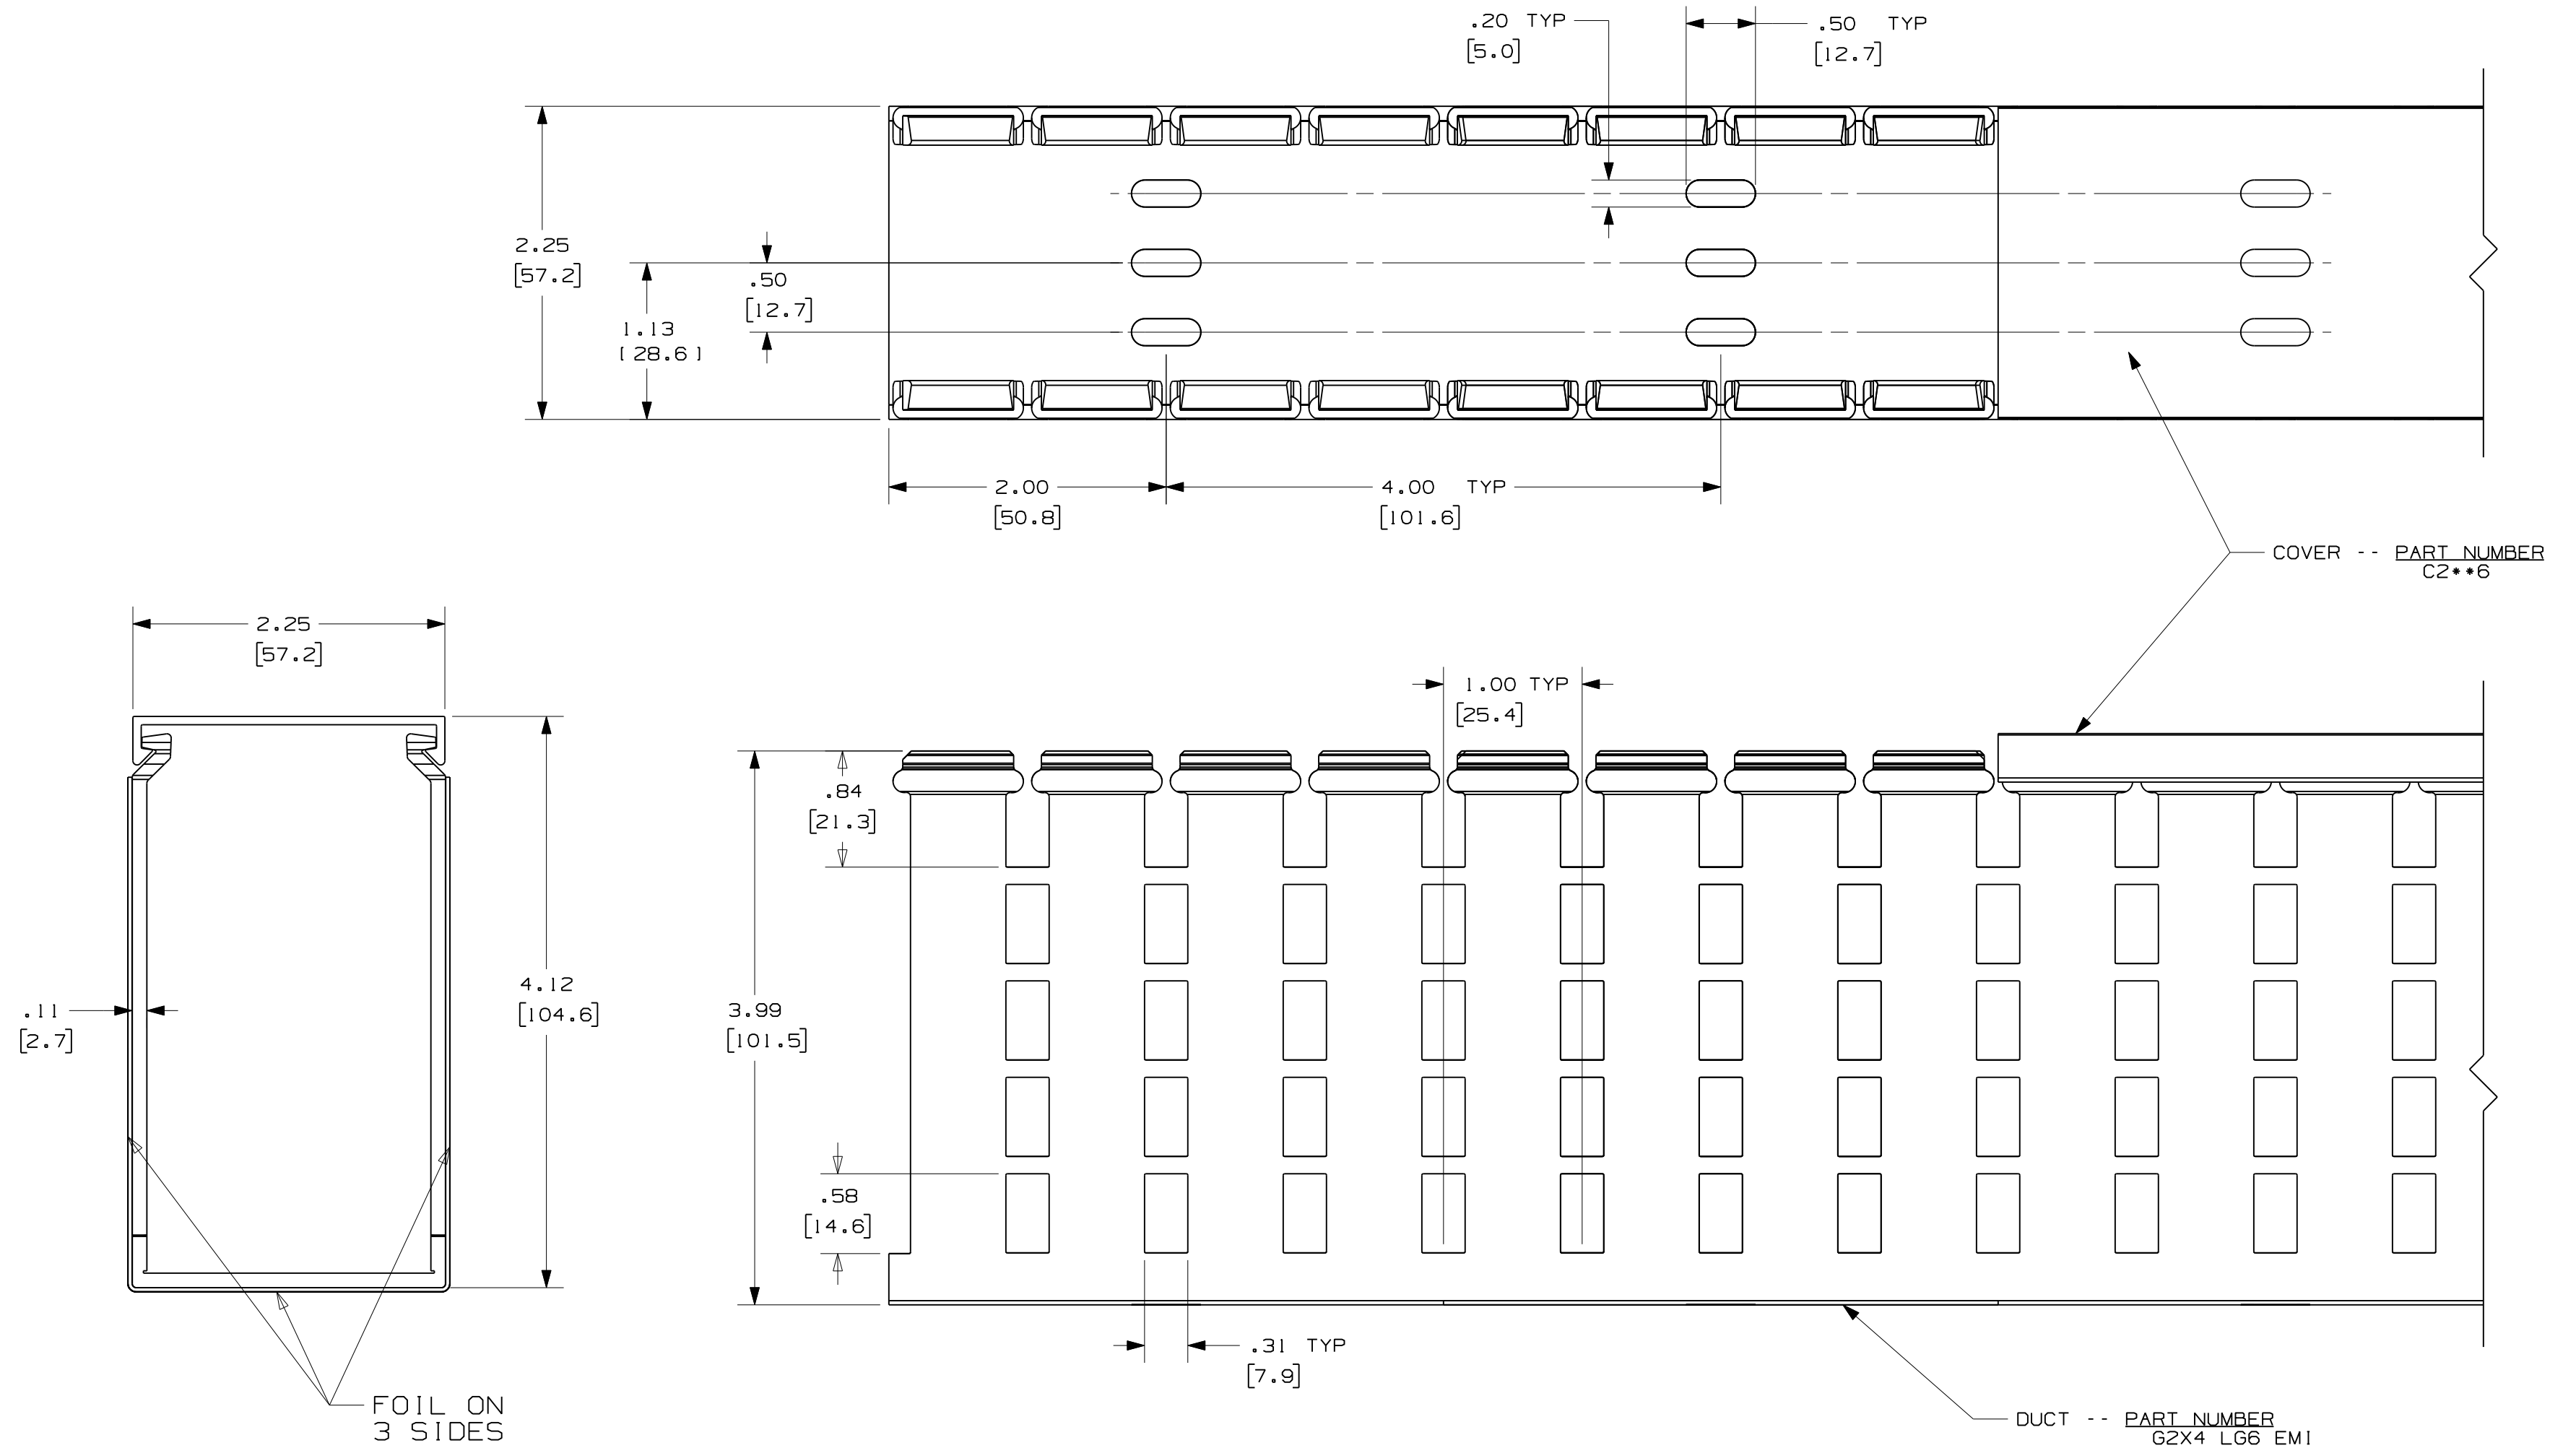 .20 TYP
[5.0]
.50 TYP
[12.7]
2.25
[57.2]
.50
[12.7]
1.13
[28.6]
2.00
[50.8]
4.00 TYP
[101.6]
COVER -- PART NUMBER
C2**6
2.25
[57.2]
1.00 TYP
[25.4]
.84
[21.3]
4.12
[104.6]
.11
[2.7]
3.99
[101.5]
.58
[14.6]
.31 TYP
[7.9]
FOIL ON
3 SIDES
DUCT -- PART NUMBER
G2X4 LG6 EMI